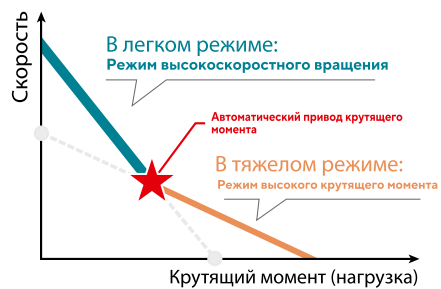 Скорость
В легком режиме:
Режим высокоскоростного вращения
Автоматический привод крутящего
момента
В тяжелом режиме:
Режим высокого крутящего момента
Крутящий момент (нагрузка)